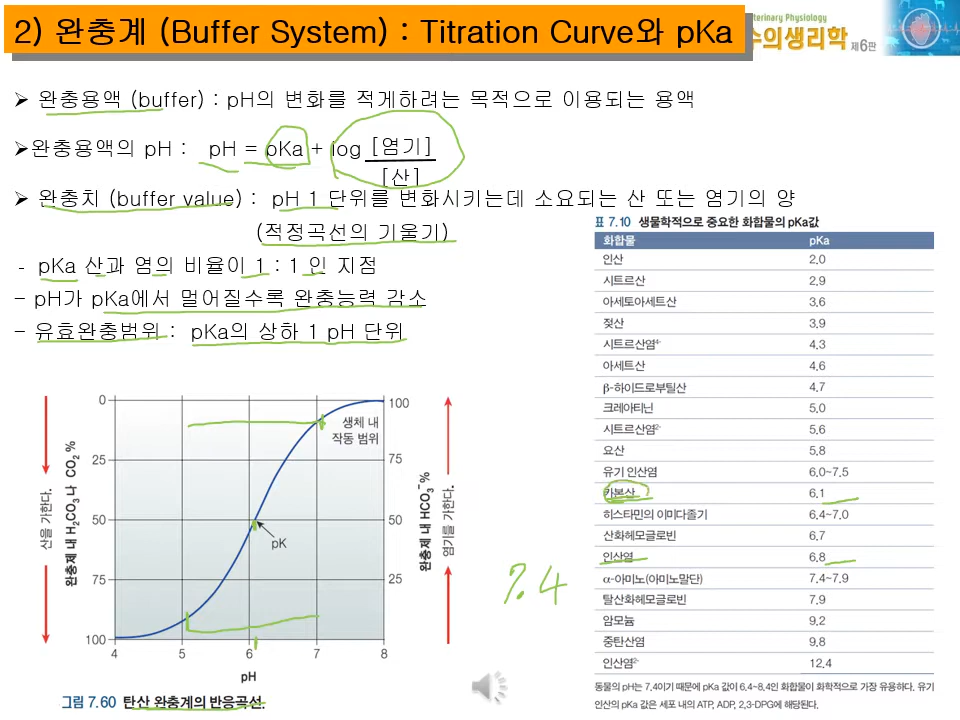 2) 완충계 (Buffer System) : Titration Curve와 pKa
eterinary Physiology
수의생리학 제6판
➢ 완충용액 (buffer) : pH의 변화를 적게하려는 목적으로 이용되는 용액
➢완충용액의 pH : pH = pKa + log [염기]
[산]
➢ 완충치 (buffer value) : pH 1 단위를 변화시키는데 소요되는 산 또는 염기의 양
(적정곡선의 기울기)
- pKa 산과 염의 비율이 1 : 1 인 지점
- pH가 pKa에서 멀어질수록 완충능력 감소
- 유효완충범위 : pKa의 상하 1 pH 단위
표 7.10 생물학적으로 중요한 화합물의 pKa값
화합물 pKa
인산 2.0
시트르산 2.9
아세토아세트산 3.6
젖산 3.9
시트르산염⁴⁻ 4.3
아세트산 4.6
β-하이드로부틸산 4.7
크레아티닌 5.0
시트르산염²⁻ 5.6
요산 5.8
유기 인산염 6.0~7.5
카본산 6.1
히스타민의 이미다졸기 6.4~7.0
산화헤모글로빈 6.7
인산염 6.8
α-아미노(아미노말단) 7.4~7.9
탈산화헤모글로빈 7.9
암모늄 9.2
중탄산염 9.8
인산염²⁻ 12.4
동물의 pH는 7.4이기 때문에 pKa 값이 6.4~8.4인 화합물이 화학적으로 가장 유용하다. 유기
인산의 pKa 값은 세포 내의 ATP, ADP, 2,3-DPG에 해당된다.
산을 가한다.
완충제 내 H₂CO₃나 CO₂ %
0
25
50
75
100
4 5 6 7 8
pH
생체 내
작동 범위
pK
100
75
50
25
완충제 내 HCO₃⁻ %
염기를 가한다.
7.4
그림 7.60 탄산 완충계의 반응곡선.